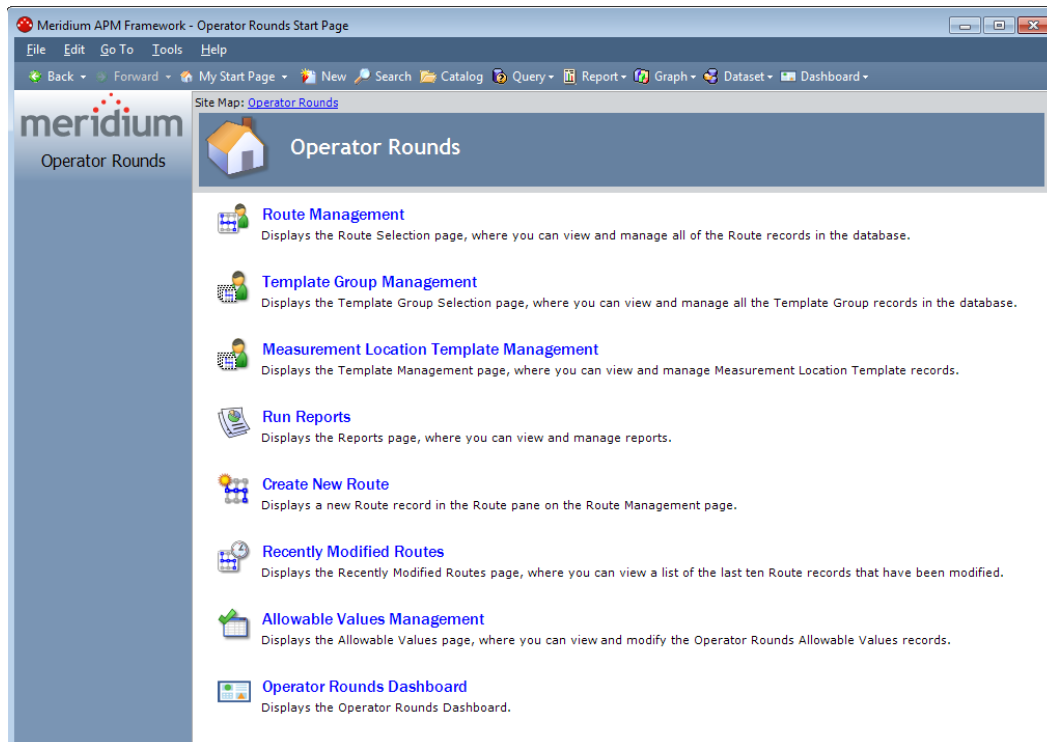 Meridium APM Framework - Operator Rounds Start Page
File Edit Go To Tools Help
Back Forward My Start Page New Search Catalog Query Report Graph Dataset Dashboard
meridium
Operator Rounds
Site Map: Operator Rounds
Operator Rounds
Route Management
Displays the Route Selection page, where you can view and manage all of the Route records in the database.
Template Group Management
Displays the Template Group Selection page, where you can view and manage all the Template Group records in the database.
Measurement Location Template Management
Displays the Template Management page, where you can view and manage Measurement Location Template records.
Run Reports
Displays the Reports page, where you can view and manage reports.
Create New Route
Displays a new Route record in the Route pane on the Route Management page.
Recently Modified Routes
Displays the Recently Modified Routes page, where you can view a list of the last ten Route records that have been modified.
Allowable Values Management
Displays the Allowable Values page, where you can view and modify the Operator Rounds Allowable Values records.
Operator Rounds Dashboard
Displays the Operator Rounds Dashboard.